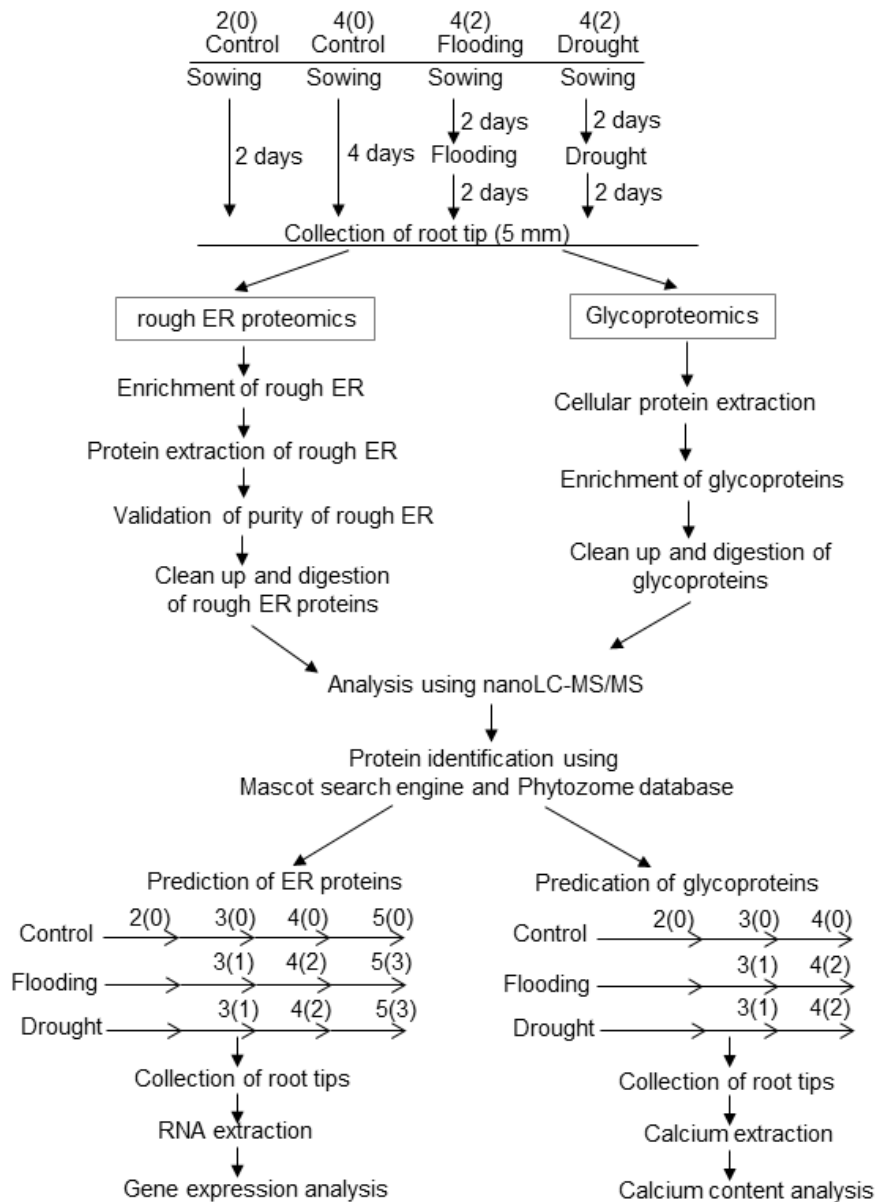 2(0) 4(0) 4(2) 4(2)
Control Control Flooding Drought
Sowing Sowing Sowing Sowing
2 days 2 days
2 days 4 days Flooding Drought
2 days 2 days
Collection of root tip (5 mm)
rough ER proteomics
Enrichment of rough ER
Protein extraction of rough ER
Validation of purity of rough ER
Clean up and digestion
of rough ER proteins
Glycoproteomics
Cellular protein extraction
Enrichment of glycoproteins
Clean up and digestion of
glycoproteins
Analysis using nanoLC-MS/MS
Protein identification using
Mascot search engine and Phytozome database
Prediction of ER proteins
2(0) 3(0) 4(0) 5(0)
Control
3(1) 4(2) 5(3)
Flooding
3(1) 4(2) 5(3)
Drought
Collection of root tips
RNA extraction
Gene expression analysis
Predication of glycoproteins
2(0) 3(0) 4(0)
Control
3(1) 4(2)
Flooding
3(1) 4(2)
Drought
Collection of root tips
Calcium extraction
Calcium content analysis